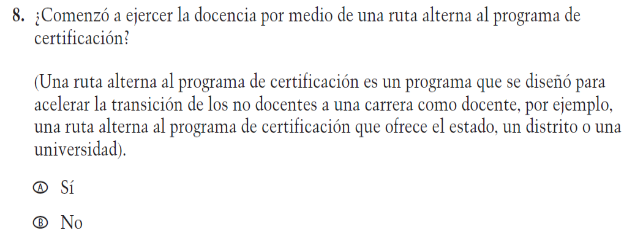 8. ¿Comenzó a ejercer la docencia por medio de una ruta alterna al programa de
certificación?
(Una ruta alterna al programa de certificación es un programa que se diseñó para
acelerar la transición de los no docentes a una carrera como docente, por ejemplo,
una ruta alterna al programa de certificación que ofrece el estado, un distrito o una
universidad).
Ⓐ Sí
Ⓑ No